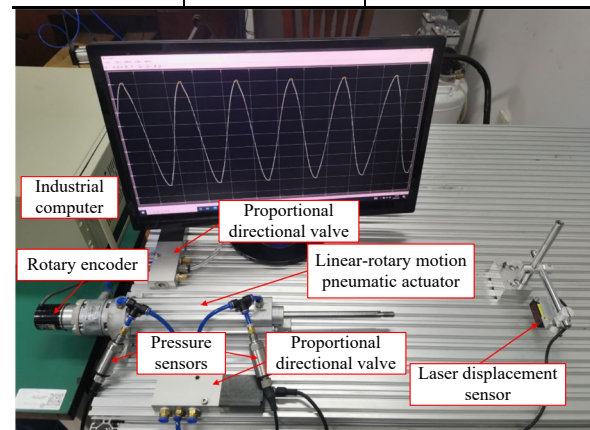 Industrial
computer
Proportional
directional valve
Rotary encoder
Linear-rotary motion
pneumatic actuator
Pressure
sensors
Proportional
directional valve
Laser displacement
sensor